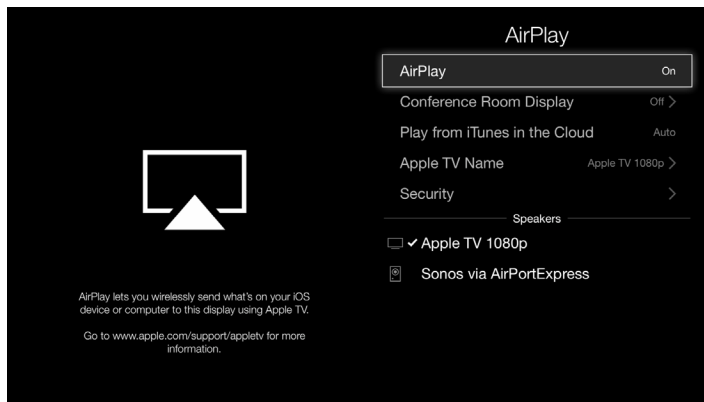 AirPlay
AirPlay On
Conference Room Display Off
Play from iTunes in the Cloud Auto
Apple TV Name Apple TV 1080p
Security
Speakers
Apple TV 1080p
Sonos via AirPortExpress
AirPlay lets you wirelessly send what's on your iOS
device or computer to this display using Apple TV.
Go to www.apple.com/support/appletv for more
information.